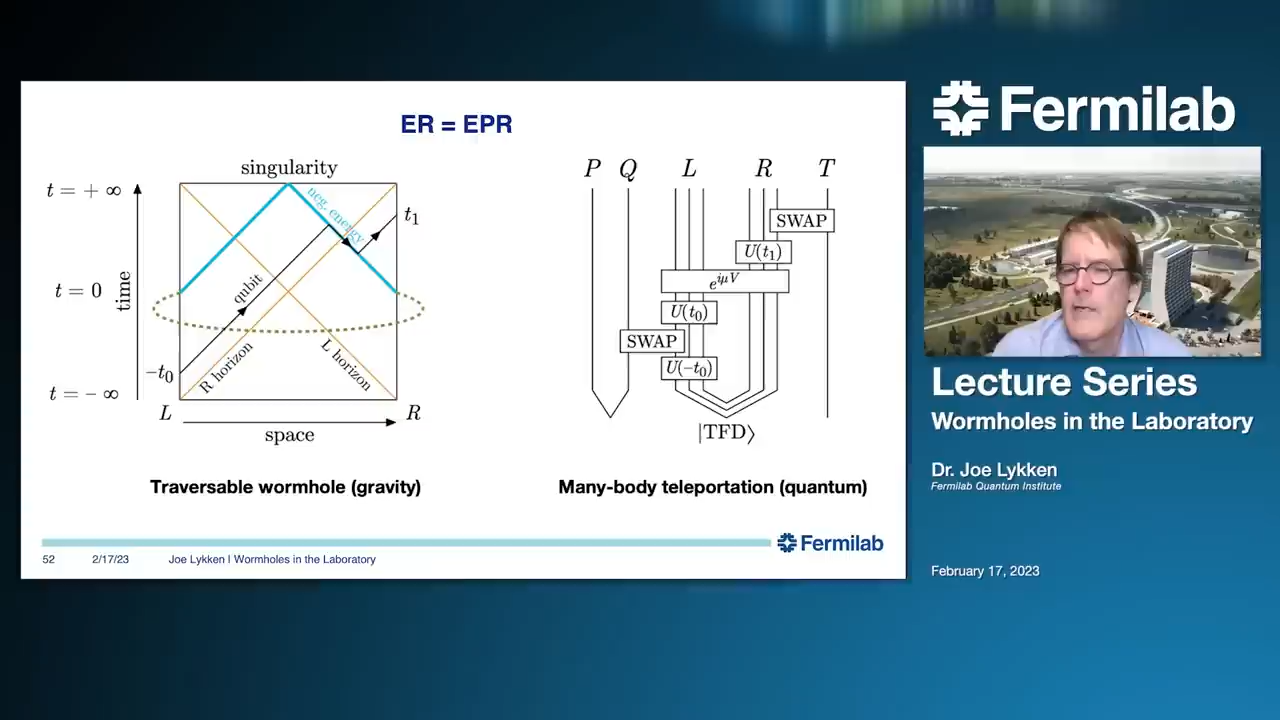 ER = EPR
singularity
t = + ∞
t = 0
t = − ∞
time
neg. energy
t₁
qubit
−t₀
R horizon
L horizon
L
R
space
Traversable wormhole (gravity)
P Q L R T
SWAP
U(t₁)
e^{iμV}
U(t₀)
SWAP
U(−t₀)
|TFD⟩
Many-body teleportation (quantum)
Fermilab
52 2/17/23 Joe Lykken | Wormholes in the Laboratory
Fermilab
Lecture Series
Wormholes in the Laboratory
Dr. Joe Lykken
Fermilab Quantum Institute
February 17, 2023